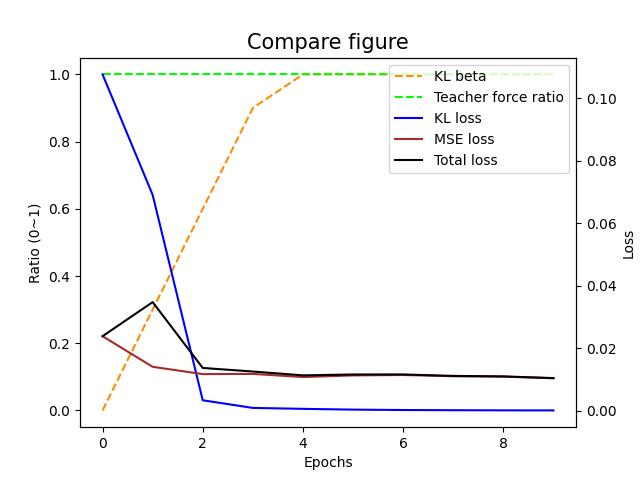 Compare figure
KL beta
Teacher force ratio
KL loss
MSE loss
Total loss
Ratio (0~1)
1.0
0.8
0.6
0.4
0.2
0.0
0.10
0.08
0.06
0.04
0.02
0.00
Loss
0 2 4 6 8
Epochs